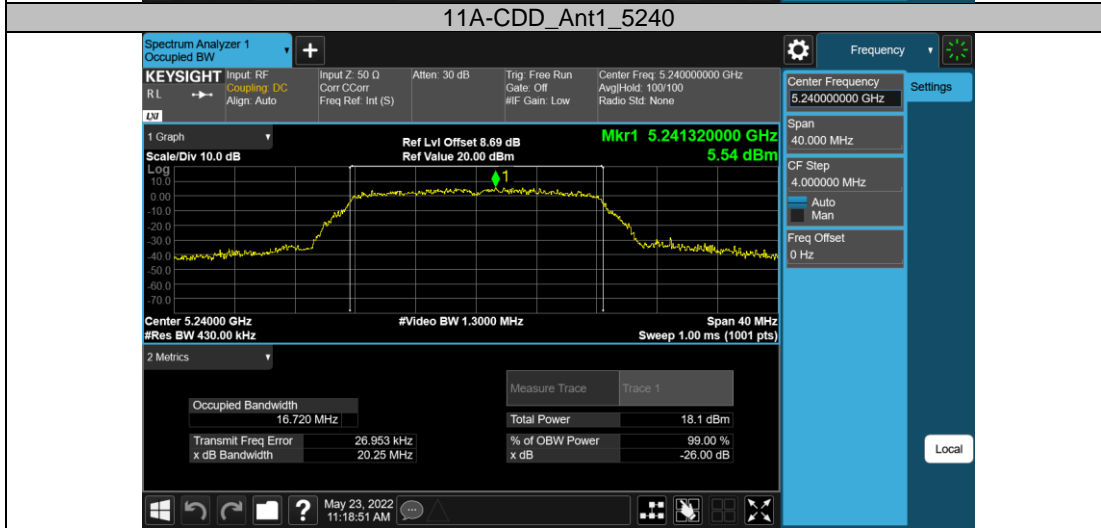 11A-CDD_Ant1_5240
Spectrum Analyzer 1
Occupied BW
+
Frequency
KEYSIGHT
RL
LXI
Input: RF
Coupling: DC
Align: Auto
Input Z: 50 Ω
Corr CCorr
Freq Ref: Int (S)
Atten: 30 dB
Trig: Free Run
Gate: Off
#IF Gain: Low
Center Freq: 5.240000000 GHz
Avg|Hold: 100/100
Radio Std: None
Center Frequency
5.240000000 GHz
Settings
Span
40.000 MHz
CF Step
4.000000 MHz
Auto
Man
Freq Offset
0 Hz
1 Graph
Scale/Div 10.0 dB
Ref Lvl Offset 8.69 dB
Ref Value 20.00 dBm
Mkr1 5.241320000 GHz
5.54 dBm
Log
10.0
0.00
-10.0
-20.0
-30.0
-40.0
-50.0
-60.0
-70.0
1
Center 5.24000 GHz
#Res BW 430.00 kHz
#Video BW 1.3000 MHz
Span 40 MHz
Sweep 1.00 ms (1001 pts)
2 Metrics
Measure Trace Trace 1
Occupied Bandwidth
16.720 MHz
Total Power 18.1 dBm
Transmit Freq Error 26.953 kHz
% of OBW Power 99.00 %
x dB Bandwidth 20.25 MHz
x dB -26.00 dB
Local
?
May 23, 2022
11:18:51 AM